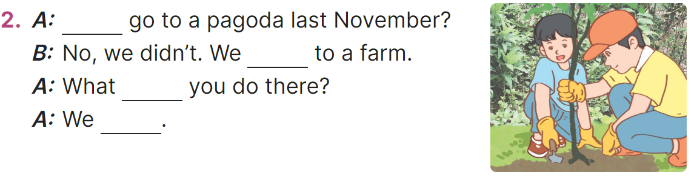 2. A: ______ go to a pagoda last November?
B: No, we didn't. We ______ to a farm.
A: What ______ you do there?
A: We ______.